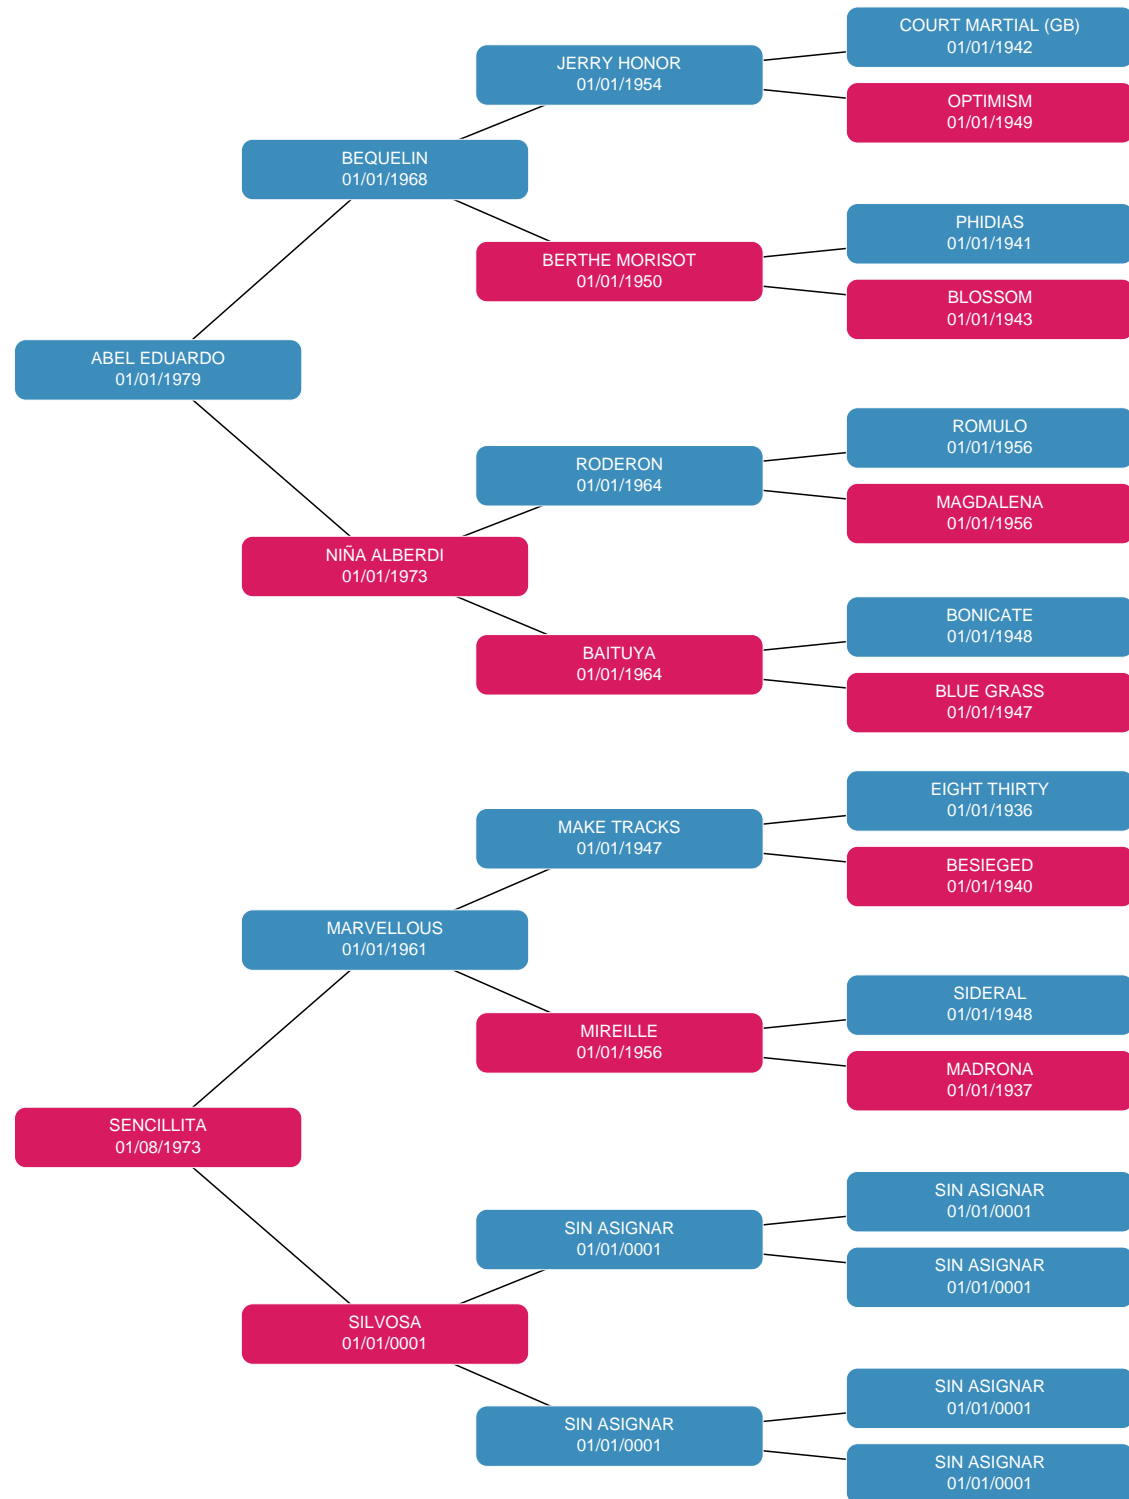 COURT MARTIAL (GB)
01/01/1942
JERRY HONOR
01/01/1954
OPTIMISM
01/01/1949
BEQUELIN
01/01/1968
PHIDIAS
01/01/1941
BERTHE MORISOT
01/01/1950
BLOSSOM
01/01/1943
ABEL EDUARDO
01/01/1979
ROMULO
01/01/1956
RODERON
01/01/1964
MAGDALENA
01/01/1956
NIÑA ALBERDI
01/01/1973
BONICATE
01/01/1948
BAITUYA
01/01/1964
BLUE GRASS
01/01/1947
EIGHT THIRTY
01/01/1936
MAKE TRACKS
01/01/1947
BESIEGED
01/01/1940
MARVELLOUS
01/01/1961
SIDERAL
01/01/1948
MIREILLE
01/01/1956
MADRONA
01/01/1937
SENCILLITA
01/08/1973
SIN ASIGNAR
01/01/0001
SIN ASIGNAR
01/01/0001
SIN ASIGNAR
01/01/0001
SILVOSA
01/01/0001
SIN ASIGNAR
01/01/0001
SIN ASIGNAR
01/01/0001
SIN ASIGNAR
01/01/0001